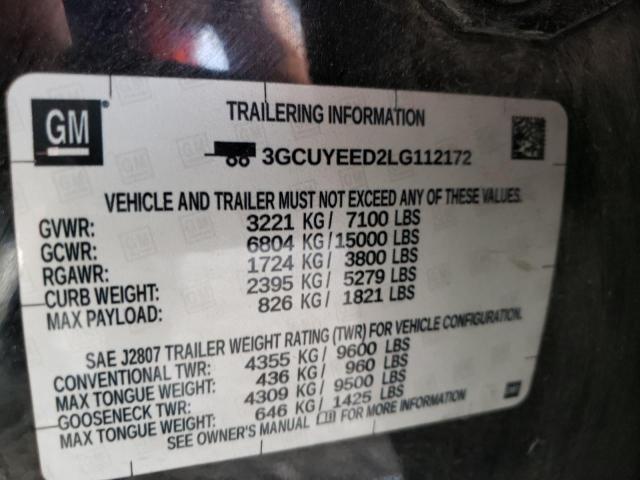 GM
TRAILERING INFORMATION
3GCUYEED2LG112172
VEHICLE AND TRAILER MUST NOT EXCEED ANY OF THESE VALUES.
GVWR: 3221 KG/ 7100 LBS
GCWR: 6804 KG/15000 LBS
RGAWR: 1724 KG/ 3800 LBS
CURB WEIGHT: 2395 KG/ 5279 LBS
MAX PAYLOAD: 826 KG/ 1821 LBS
SAE J2807 TRAILER WEIGHT RATING (TWR) FOR VEHICLE CONFIGURATION.
CONVENTIONAL TWR: 4355 KG/ 9600 LBS
MAX TONGUE WEIGHT: 436 KG/ 960 LBS
GOOSENECK TWR: 4309 KG/ 9500 LBS
MAX TONGUE WEIGHT: 646 KG/ 1425 LBS
SEE OWNER'S MANUAL FOR MORE INFORMATION
GM